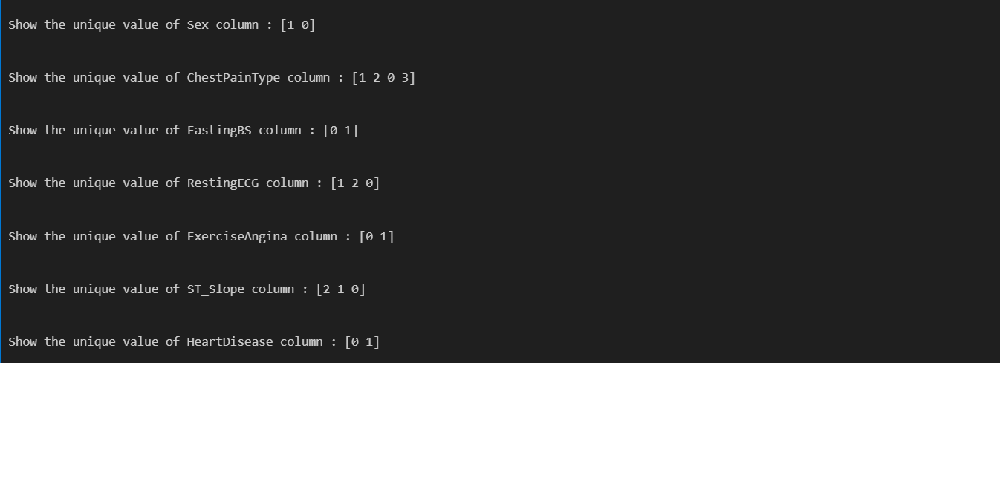 Show the unique value of Sex column : [1 0]
Show the unique value of ChestPainType column : [1 2 0 3]
Show the unique value of FastingBS column : [0 1]
Show the unique value of RestingECG column : [1 2 0]
Show the unique value of ExerciseAngina column : [0 1]
Show the unique value of ST_Slope column : [2 1 0]
Show the unique value of HeartDisease column : [0 1]